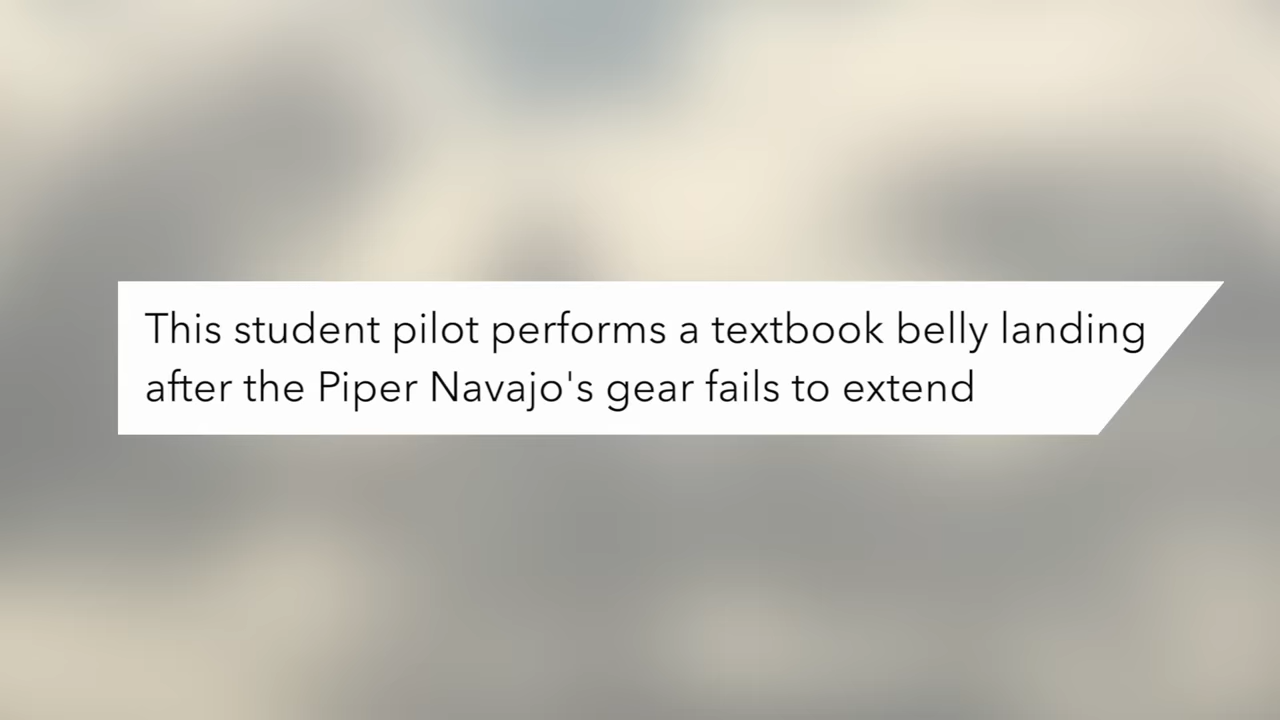 This student pilot performs a textbook belly landing
after the Piper Navajo's gear fails to extend